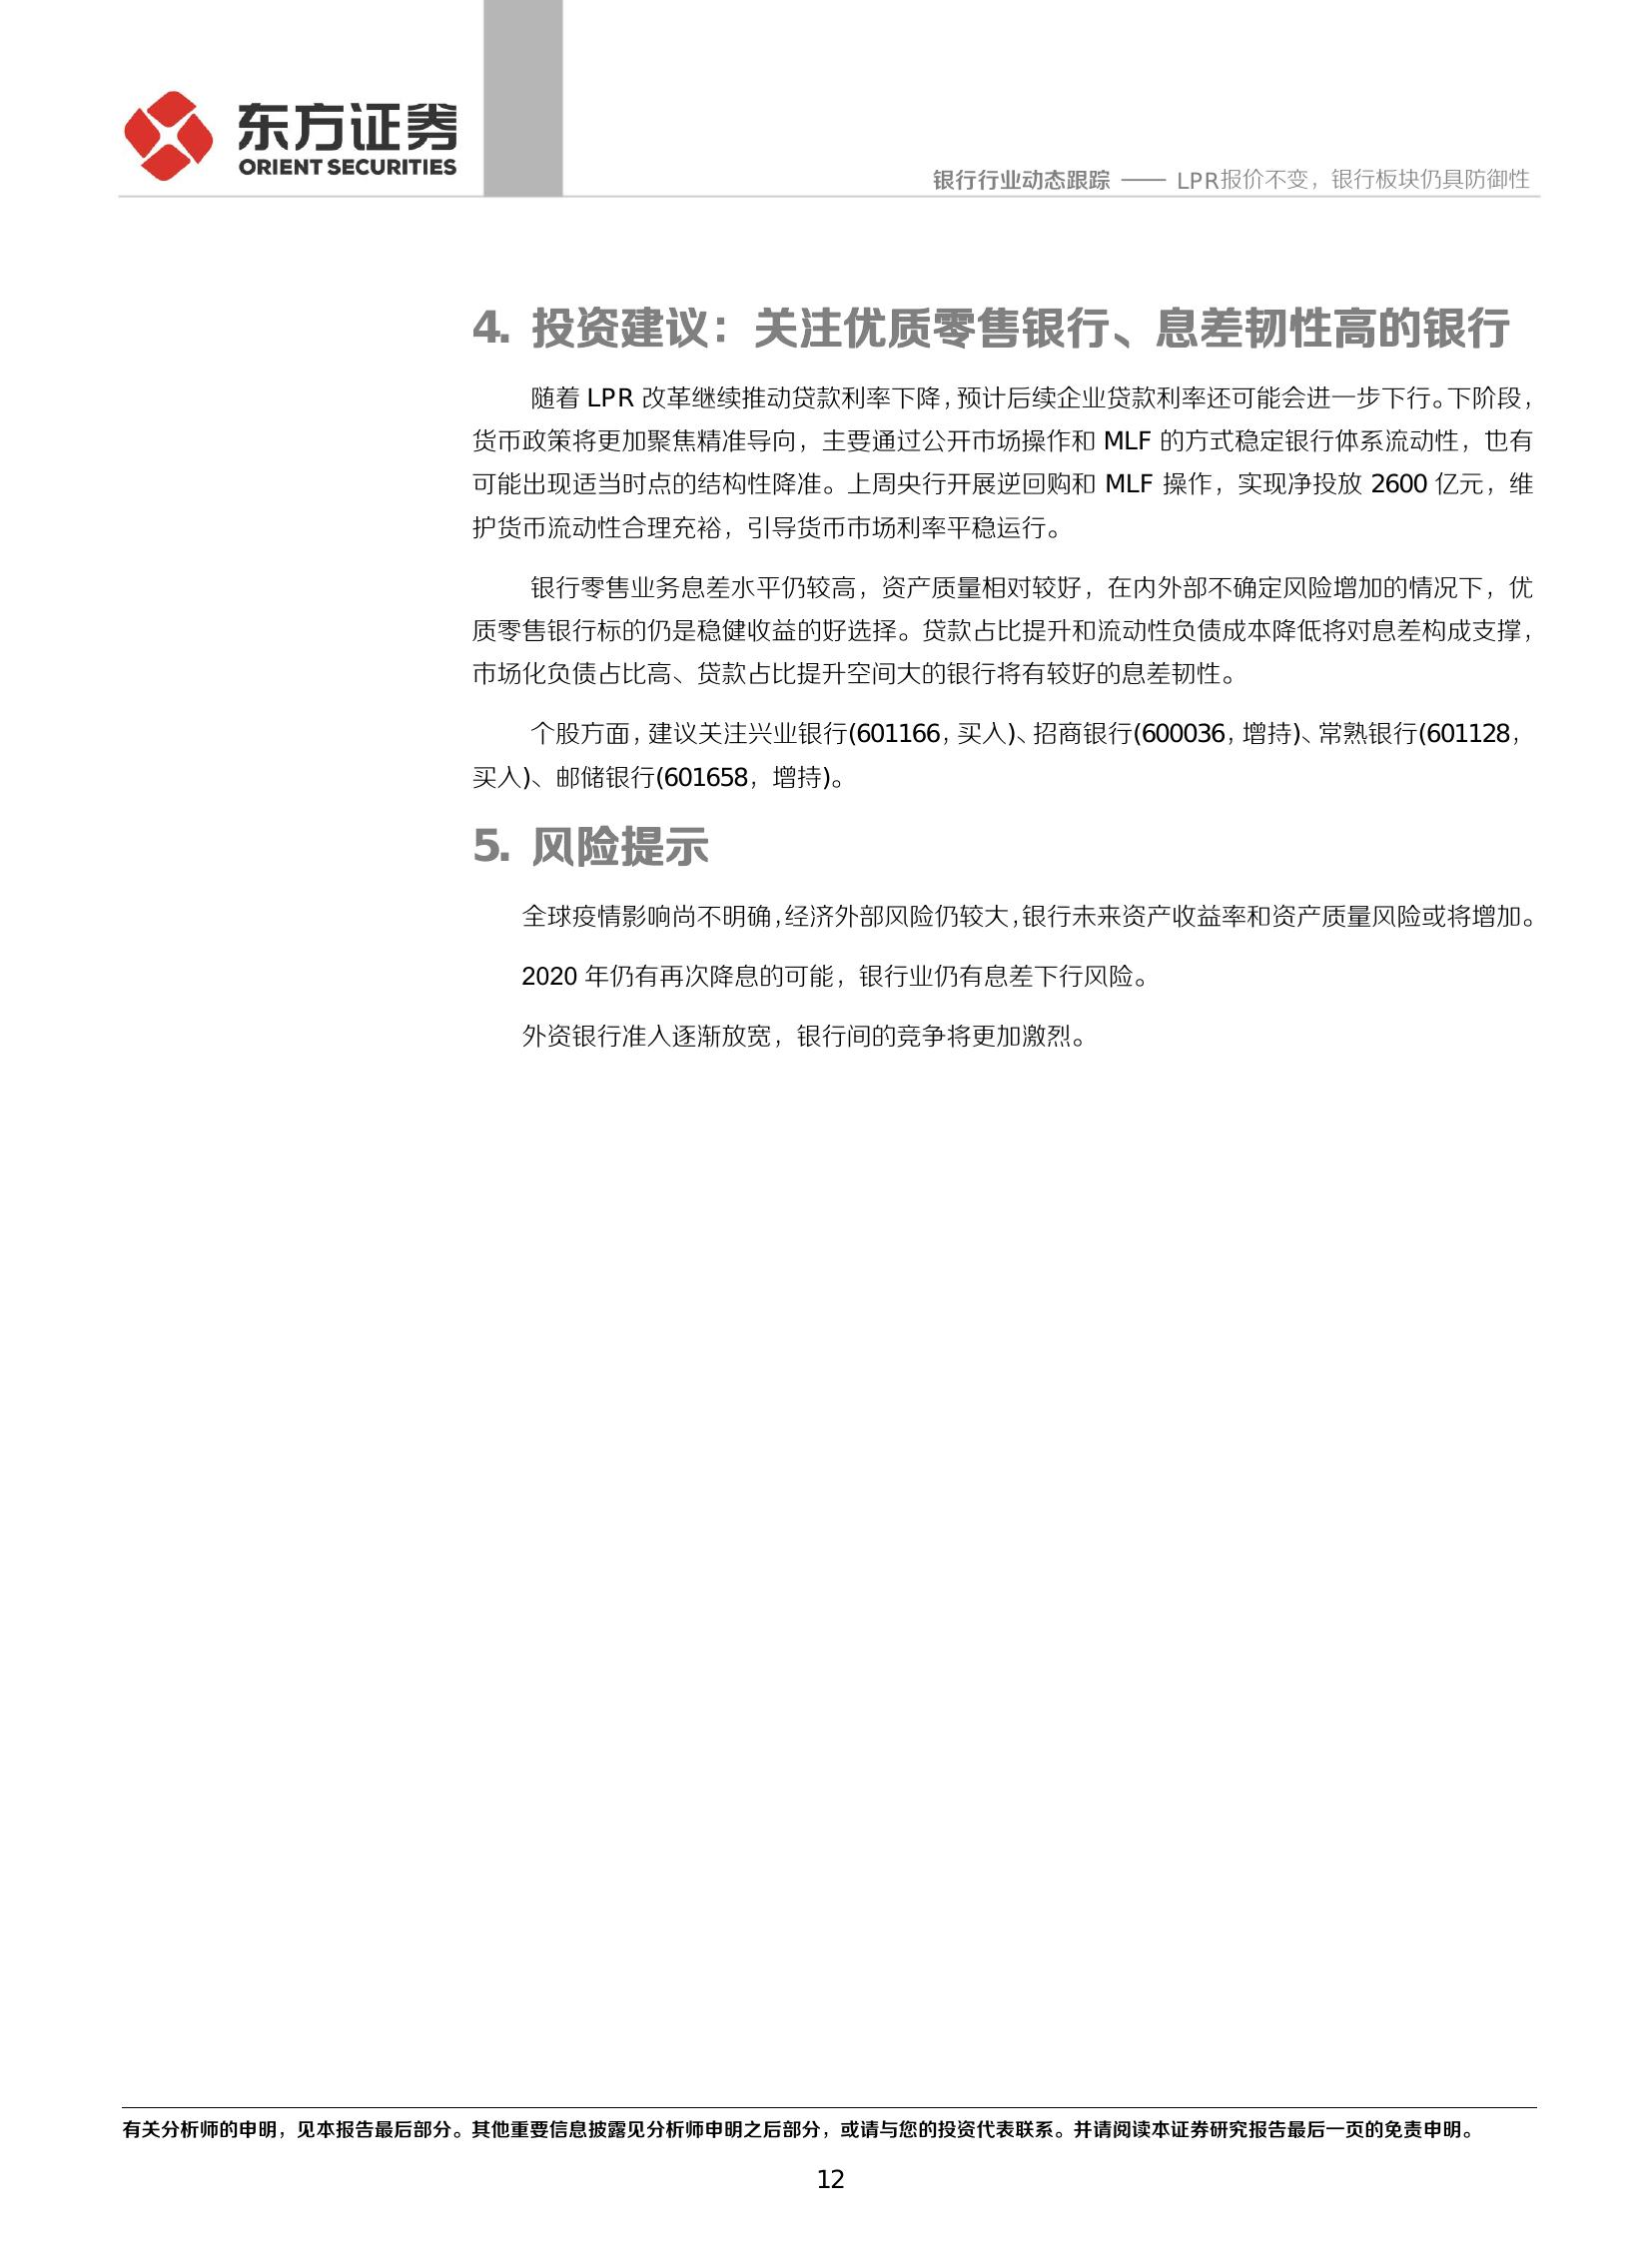 东方证券
ORIENT SECURITIES
银行行业动态跟踪 —— LPR报价不变，银行板块仍具防御性
4. 投资建议：关注优质零售银行、息差韧性高的银行
随着 LPR 改革继续推动贷款利率下降，预计后续企业贷款利率还可能会进一步下行。下阶段，
货币政策将更加聚焦精准导向，主要通过公开市场操作和 MLF 的方式稳定银行体系流动性，也有
可能出现适当时点的结构性降准。上周央行开展逆回购和 MLF 操作，实现净投放 2600 亿元，维
护货币流动性合理充裕，引导货币市场利率平稳运行。
银行零售业务息差水平仍较高，资产质量相对较好，在内外部不确定风险增加的情况下，优
质零售银行标的仍是稳健收益的好选择。贷款占比提升和流动性负债成本降低将对息差构成支撑，
市场化负债占比高、贷款占比提升空间大的银行将有较好的息差韧性。
个股方面，建议关注兴业银行(601166，买入)、招商银行(600036，增持)、常熟银行(601128，
买入)、邮储银行(601658，增持)。
5. 风险提示
全球疫情影响尚不明确，经济外部风险仍较大，银行未来资产收益率和资产质量风险或将增加。
2020 年仍有再次降息的可能，银行业仍有息差下行风险。
外资银行准入逐渐放宽，银行间的竞争将更加激烈。
有关分析师的申明，见本报告最后部分。其他重要信息披露见分析师申明之后部分，或请与您的投资代表联系。并请阅读本证券研究报告最后一页的免责申明。
12